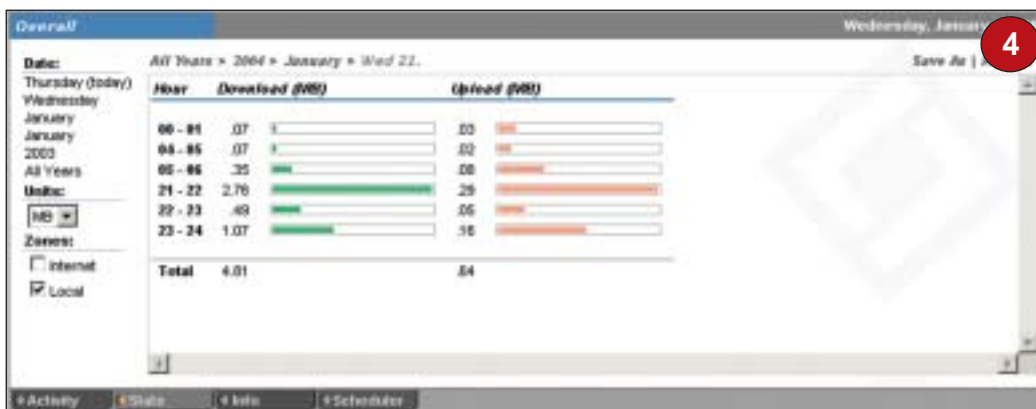 Overall
Wednesday, January
4
Date:
Thursday (today)
Wednesday
January
January
2003
All Years
Units:
MB
Zones:
Internet
Local
All Years » 2004 » January » Wed 21.
Save As |
Hour Download (MB) Upload (MB)
00 - 01 .07 .03
04 - 05 .07 .02
05 - 06 .35 .08
21 - 22 2.76 .29
22 - 23 .49 .05
23 - 24 1.07 .16
Total 4.81 .64
Activity
Stats
Info
Scheduler